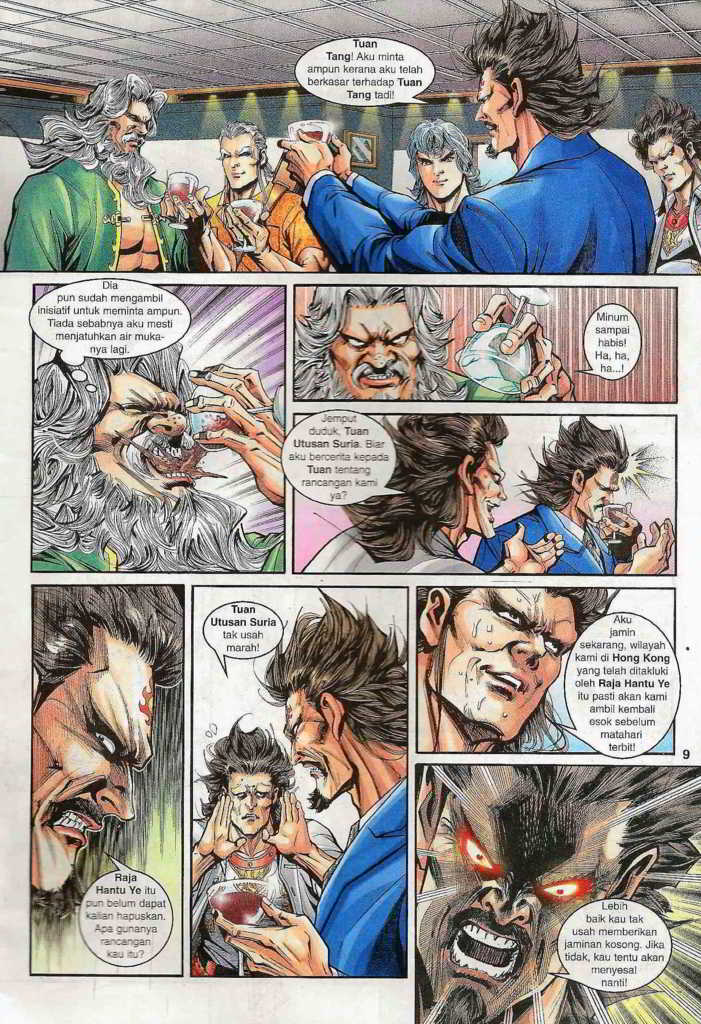 Tuan
Tang! Aku minta
ampun kerana aku telah
berkasar terhadap Tuan
Tang tadi!
Dia
pun sudah mengambil
inisiatif untuk meminta ampun.
Tiada sebabnya aku mesti
menjatuhkan air muka-
nya lagi.
Minum
sampai
habis!
Ha, ha,
ha...!
Jemput
duduk, Tuan
Utusan Suria. Biar
aku bercerita kepada
Tuan tentang
rancangan kami
ya?
Raja
Hantu Ye itu
pun belum dapat
kalian hapuskan.
Apa gunanya
rancangan
kau itu?
Tuan
Utusan Suria
tak usah
marah!
Aku
jamin
sekarang, wilayah
kami di Hong Kong
yang telah ditakluki
oleh Raja Hantu Ye
itu pasti akan kami
ambil kembali
esok sebelum
matahari
terbit!
9
Lebih
baik kau tak
usah memberikan
jaminan kosong. Jika
tidak, kau tentu akan
menyesal
nanti!